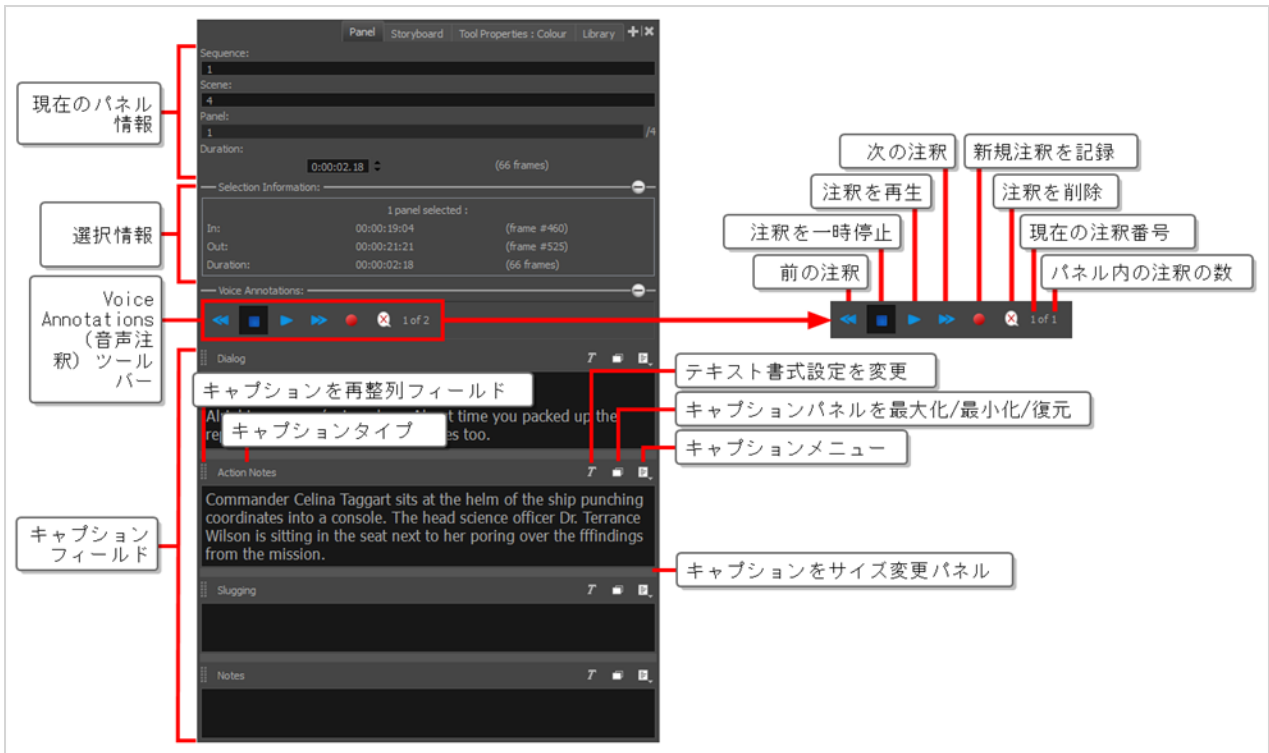 Panel Storyboard Tool Properties : Colour Library
Sequence:
1
Scene:
4
Panel:
1 /4
Duration:
0:00:02.18 (66 frames)
Selection Information:
1 panel selected :
In: 00:00:19:04 (frame #460)
Out: 00:00:21:21 (frame #525)
Duration: 00:00:02:18 (66 frames)
Voice Annotations:
1 of 2
Dialog
time you packed up the
es too.
Action Notes
Commander Celina Taggart sits at the helm of the ship punching
coordinates into a console. The head science officer Dr. Terrance
Wilson is sitting in the seat next to her poring over the fffindings
from the mission.
Slugging
Notes
現在のパネル
情報
選択情報
Voice
Annotations
(音声注
釈) ツール
バー
キャプション
フィールド
キャプションを再整列フィールド
キャプションタイプ
次の注釈
新規注釈を記録
注釈を再生
注釈を削除
注釈を一時停止
現在の注釈番号
前の注釈
パネル内の注釈の数
1 of 1
テキスト書式設定を変更
キャプションパネルを最大化/最小化/復元
キャプションメニュー
キャプションをサイズ変更パネル